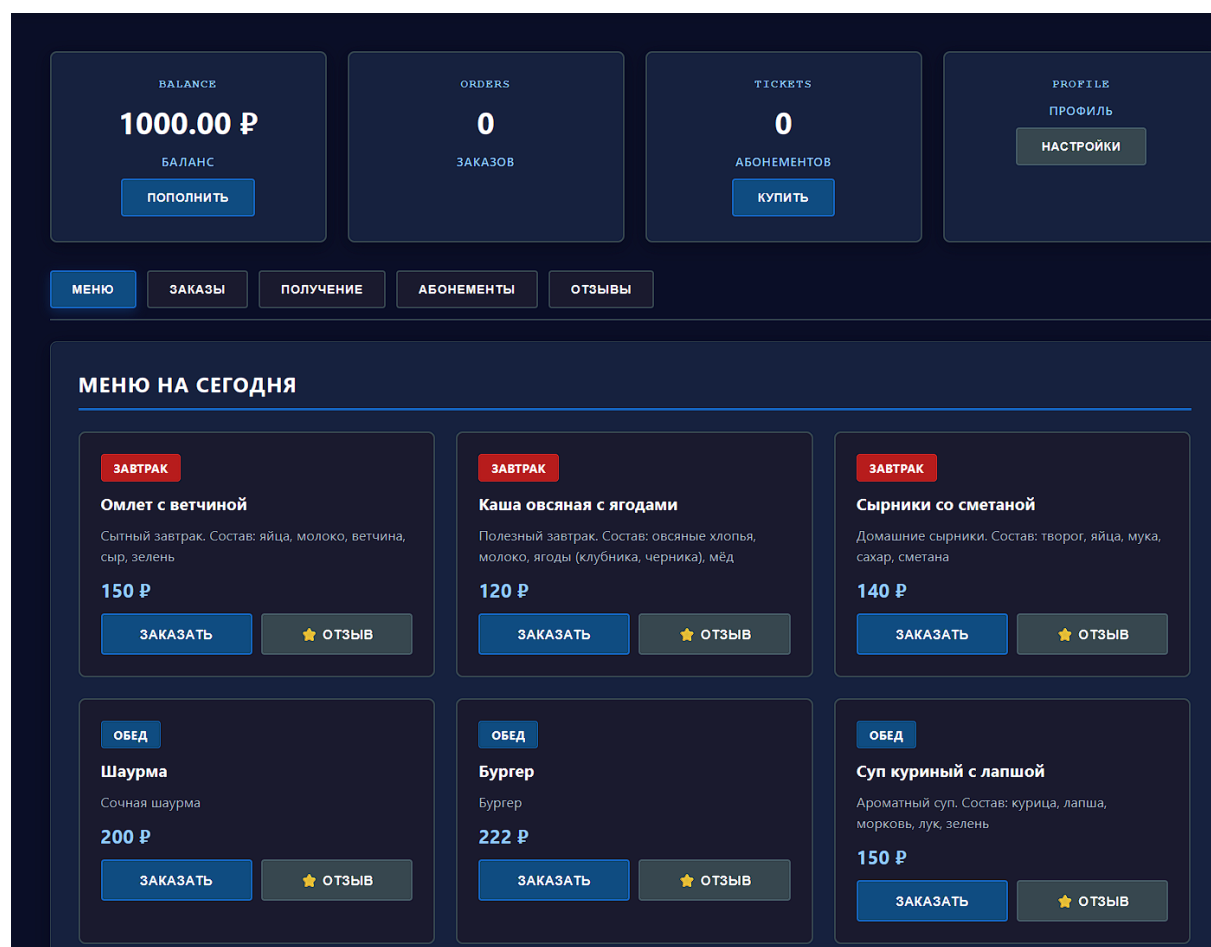 BALANCE
1000.00 ₽
БАЛАНС
ПОПОЛНИТЬ
ORDERS
0
ЗАКАЗОВ
TICKETS
0
АБОНЕМЕНТОВ
КУПИТЬ
PROFILE
ПРОФИЛЬ
НАСТРОЙКИ
МЕНЮ
ЗАКАЗЫ
ПОЛУЧЕНИЕ
АБОНЕМЕНТЫ
ОТЗЫВЫ
МЕНЮ НА СЕГОДНЯ
ЗАВТРАК
Омлет с ветчиной
Сытный завтрак. Состав: яйца, молоко, ветчина,
сыр, зелень
150 ₽
ЗАКАЗАТЬ
ОТЗЫВ
ЗАВТРАК
Каша овсяная с ягодами
Полезный завтрак. Состав: овсяные хлопья,
молоко, ягоды (клубника, черника), мёд
120 ₽
ЗАКАЗАТЬ
ОТЗЫВ
ЗАВТРАК
Сырники со сметаной
Домашние сырники. Состав: творог, яйца, мука,
сахар, сметана
140 ₽
ЗАКАЗАТЬ
ОТЗЫВ
ОБЕД
Шаурма
Сочная шаурма
200 ₽
ЗАКАЗАТЬ
ОТЗЫВ
ОБЕД
Бургер
Бургер
222 ₽
ЗАКАЗАТЬ
ОТЗЫВ
ОБЕД
Суп куриный с лапшой
Ароматный суп. Состав: курица, лапша,
морковь, лук, зелень
150 ₽
ЗАКАЗАТЬ
ОТЗЫВ